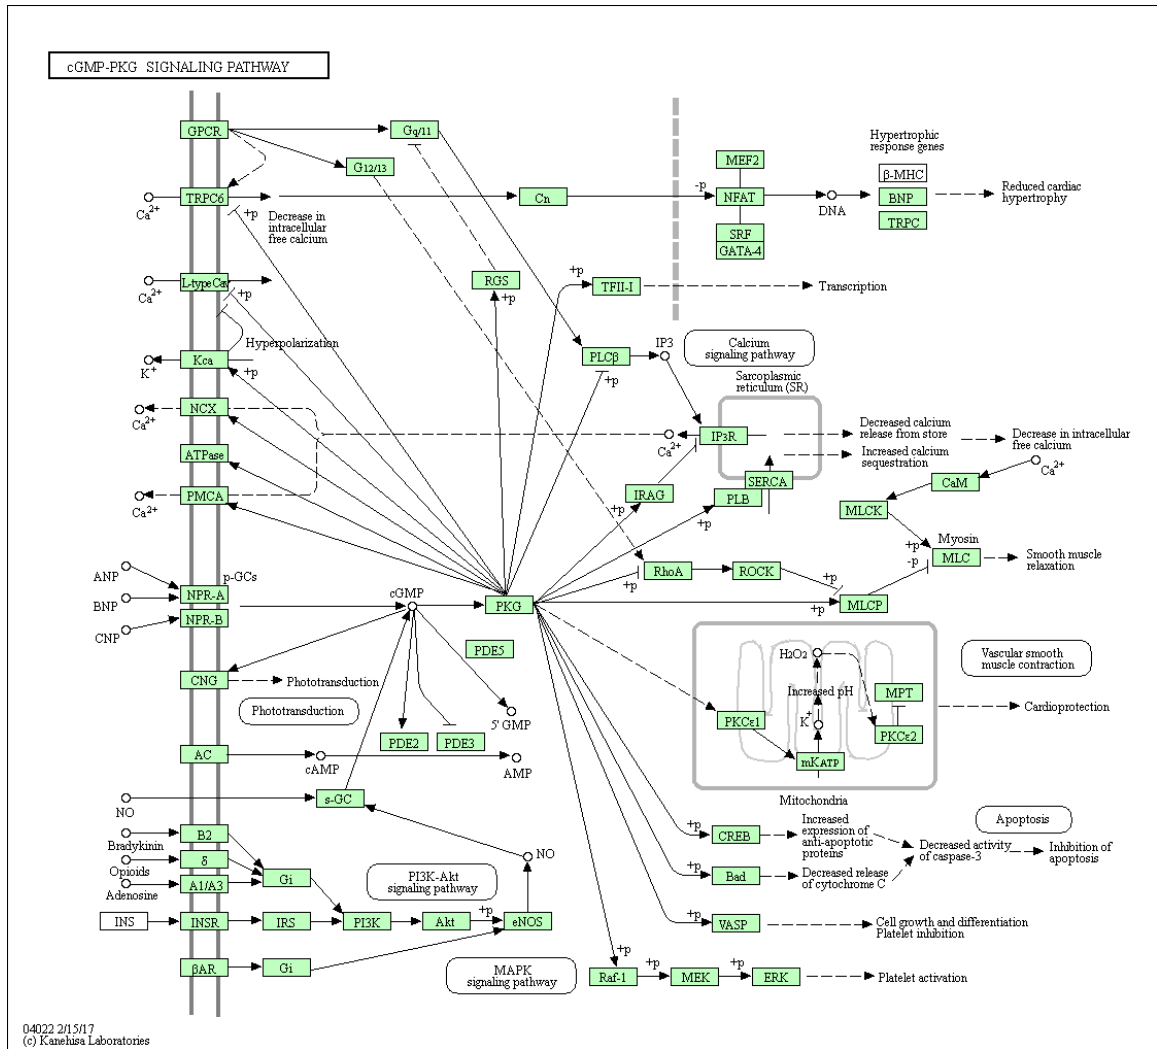 cGMP-PKG SIGNALING PATHWAY
GPCR
Gq/11
G12/13
Hypertrophic
response genes
MEF2
β-MHC
Ca2+
TRPC6
+p
Decrease in
intracellular
free calcium
Cn
-p
NFAT
DNA
BNP
Reduced cardiac
hypertrophy
SRF
GATA-4
TRPC
Ca2+
L-type Cav
+p
RGS
+p
+p
TFII-I
Transcription
Hyperpolarization
K+
Kca
+p
PLCβ
+p
IP3
Calcium
signaling pathway
Sarcoplasmic
reticulum (SR)
Ca2+
NCX
ATPase
Ca2+
PMCA
Ca2+
IP3R
Decreased calcium
release from store
Increased calcium
sequestration
Decrease in intracellular
free calcium
Ca2+
IRAG
+p
PLB
+p
SERCA
CaM
MLCK
+p
-p
Myosin
MLC
Smooth muscle
relaxation
RhoA
+p
ROCK
+p
MLCP
+p
ANP
BNP
CNP
p-GCs
NPR-A
NPR-B
cGMP
PKG
PDE5
CNG
Phototransduction
Phototransduction
5' GMP
PDE2
PDE3
AC
cAMP
AMP
H2O2
Increased pH
K+
MPT
PKCε1
PKCε2
mKATP
Mitochondria
Vascular smooth
muscle contraction
Cardioprotection
NO
s-GC
B2
Bradykinin
δ
Opioids
A1/A3
Adenosine
Gi
NO
PI3K-Akt
signaling pathway
INS
INSR
IRS
PI3K
Akt
+p
eNOS
βAR
Gi
MAPK
signaling pathway
+p
CREB
Increased
expression of
anti-apoptotic
proteins
Apoptosis
Decreased activity
of caspase-3
Inhibition of
apoptosis
+p
Bad
Decreased release
of cytochrome C
+p
VASP
Cell growth and differentiation
Platelet inhibition
+p
Raf-1
+p
MEK
+p
ERK
Platelet activation
04022 2/15/17
(c) Kanehisa Laboratories